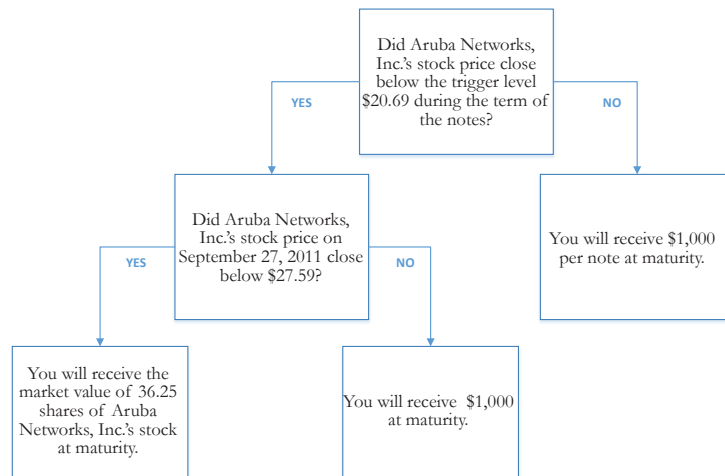 Did Aruba Networks,
Inc.'s stock price close
below the trigger level
$20.69 during the term of
the notes?
YES
NO
Did Aruba Networks,
Inc.'s stock price on
September 27, 2011 close
below $27.59?
You will receive $1,000
per note at maturity.
YES
NO
You will receive the
market value of 36.25
shares of Aruba
Networks, Inc.'s stock
at maturity.
You will receive $1,000
at maturity.